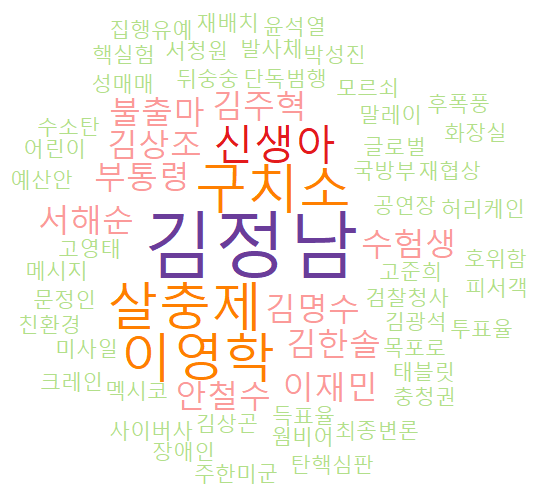 집행유예 재배치 윤석열
핵실험 서청원 발사체 박성진
성매매 뒤숭숭 단독범행 모르쇠
불출마 김주혁 말레이 후폭풍
수소탄 김상조 신생아 글로벌 화장실
어린이
예산안 부통령 구치소 국방부 재협상
서해순 김정남 수험생 공연장 허리케인
고영태 호위함
메시지 살충제 김명수 고준희 피서객
문정인 검찰청사
친환경 이영학 김한솔 김광석 투표율
미사일 목포로
크레인 멕시코 안철수 이재민 태블릿
충청권
사이버사 김상곤 득표율
장애인 웜비어 최종변론
주한미군 탄핵심판